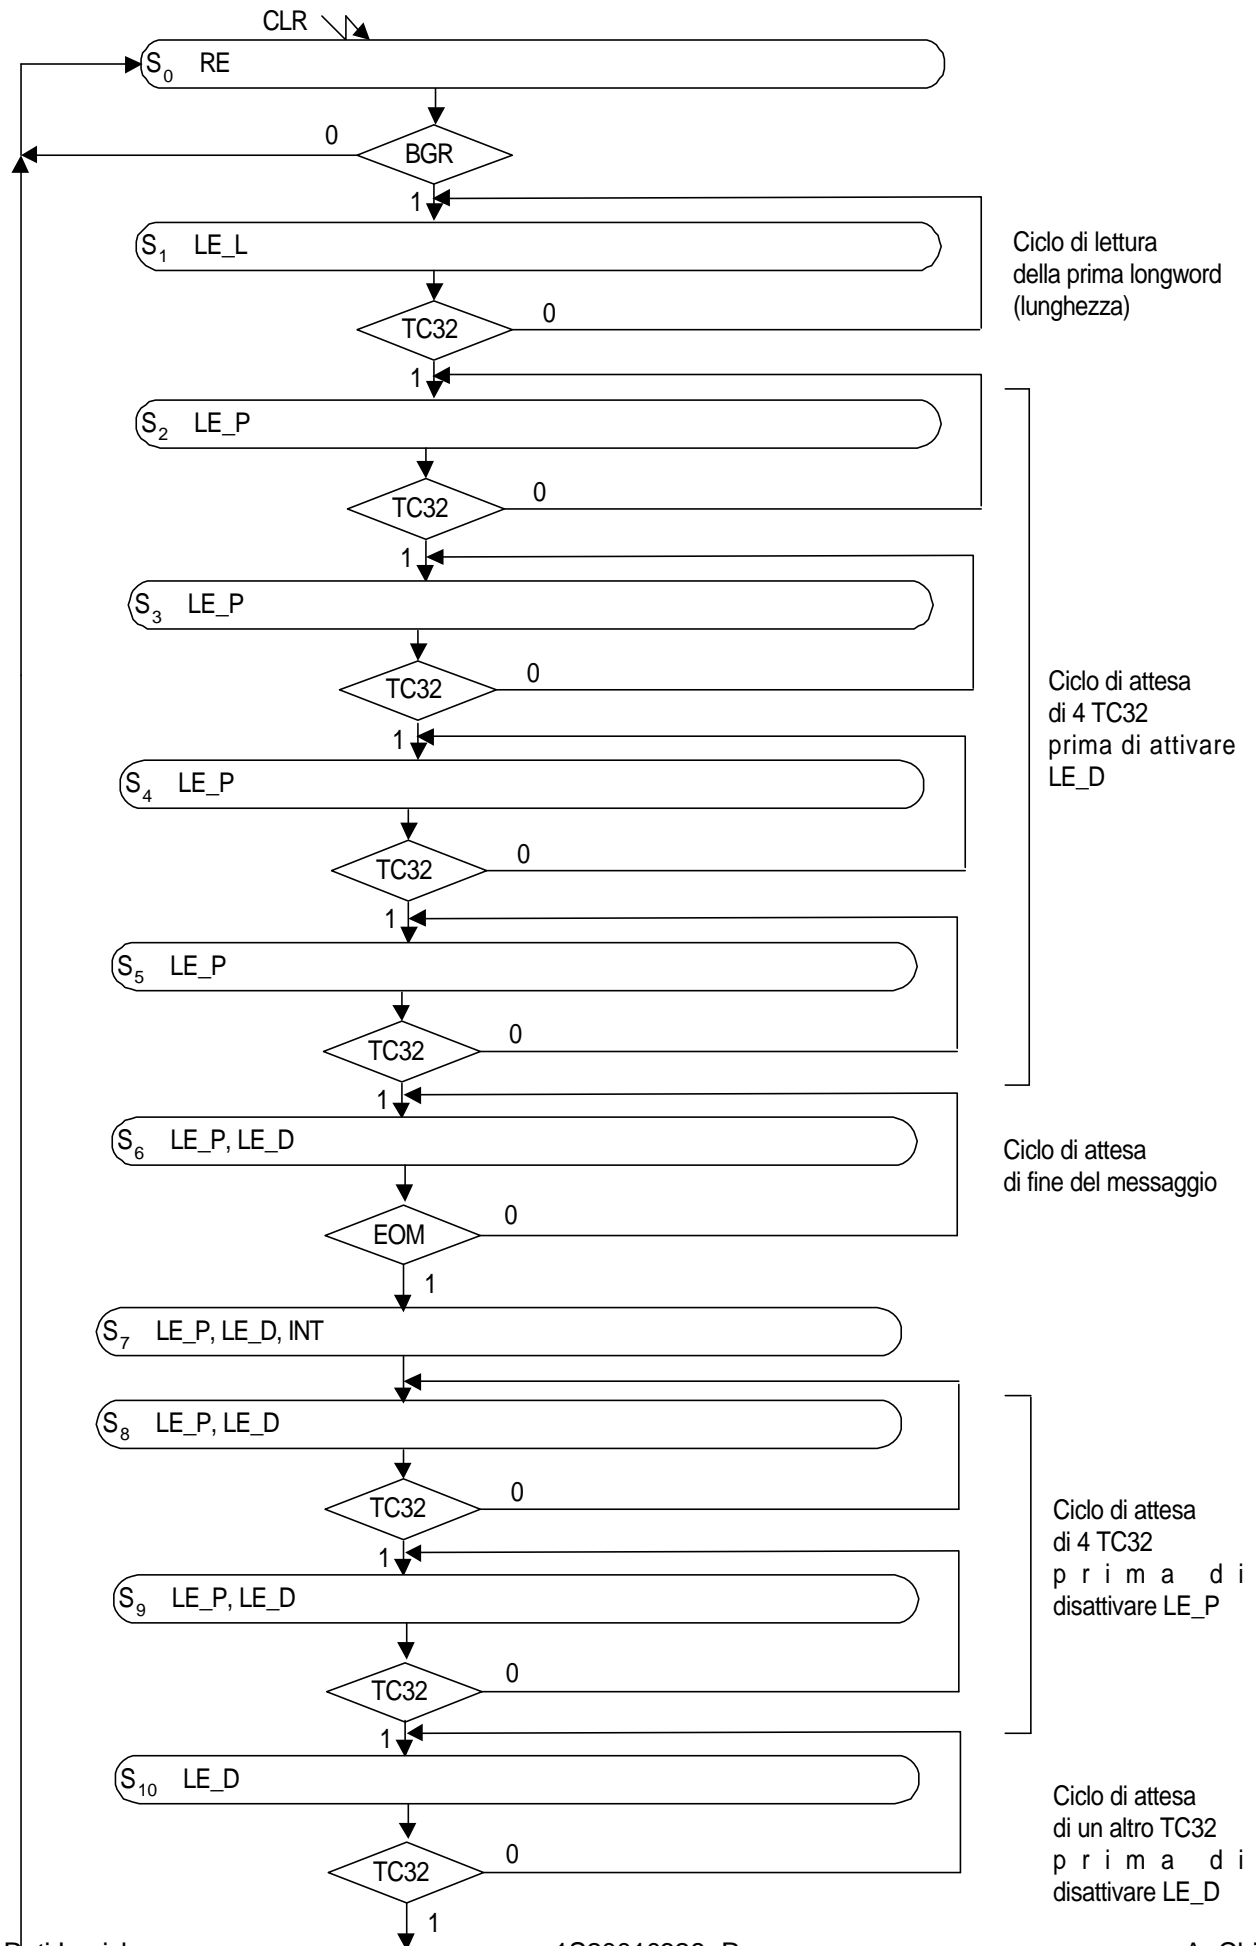 CLR
S0 RE
0
BGR
1
S1 LE_L
Ciclo di lettura
della prima longword
(lunghezza)
TC32
0
1
S2 LE_P
TC32
0
1
S3 LE_P
TC32
0
Ciclo di attesa
di 4 TC32
prima di attivare
LE_D
1
S4 LE_P
TC32
0
1
S5 LE_P
TC32
0
1
S6 LE_P, LE_D
Ciclo di attesa
di fine del messaggio
EOM
0
1
S7 LE_P, LE_D, INT
S8 LE_P, LE_D
TC32
0
Ciclo di attesa
di 4 TC32
prima di
disattivare LE_P
1
S9 LE_P, LE_D
TC32
0
1
S10 LE_D
Ciclo di attesa
di un altro TC32
prima di
disattivare LE_D
TC32
0
1